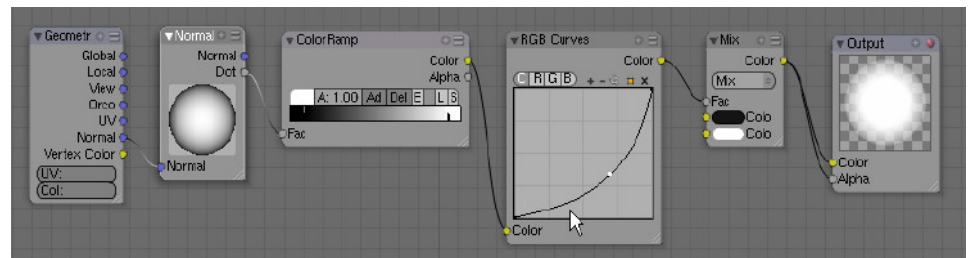 Geometr
Global
Local
View
Orco
UV
Normal
Vertex Color
UV:
Col:
Normal
Normal
Dot
Normal
ColorRamp
Color
Alpha
A: 1.00 Ad Del E L S
Fac
RGB Curves
Color
C R G B
Color
Mix
Color
Mix
Fac
Colo
Colo
Output
Color
Alpha